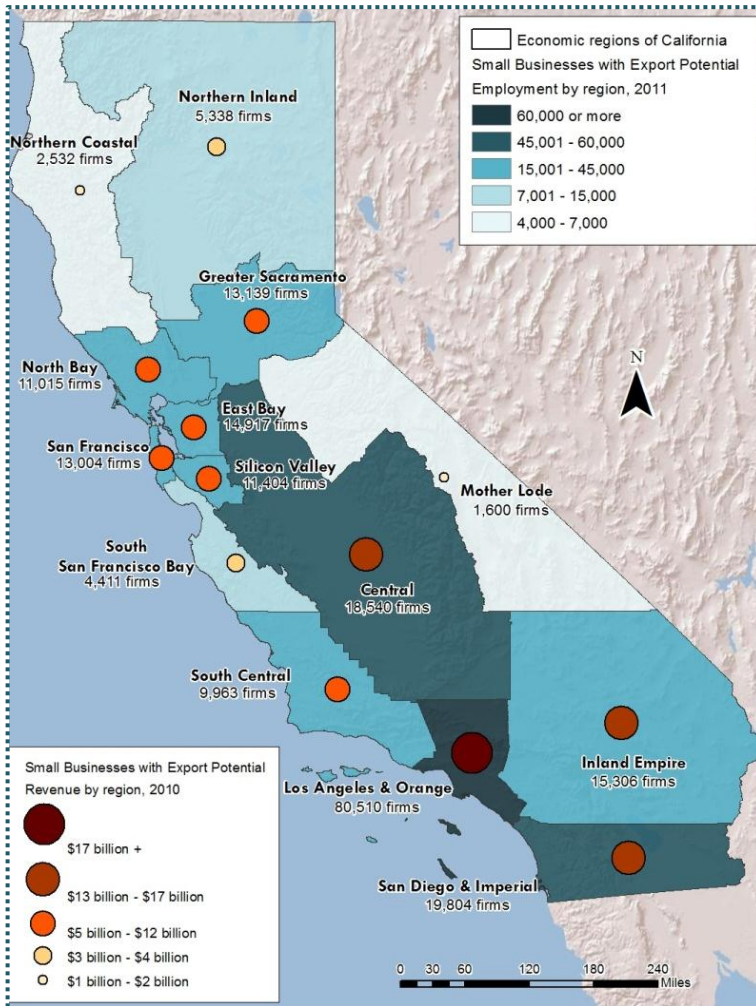 Economic regions of California
Small Businesses with Export Potential
Employment by region, 2011
60,000 or more
45,001 - 60,000
15,001 - 45,000
7,001 - 15,000
4,000 - 7,000
Northern Inland
5,338 firms
Northern Coastal
2,532 firms
Greater Sacramento
13,139 firms
North Bay
11,015 firms
East Bay
14,917 firms
San Francisco
13,004 firms
Silicon Valley
11,404 firms
N
Mother Lode
1,600 firms
South
San Francisco Bay
4,411 firms
Central
18,540 firms
South Central
9,963 firms
Inland Empire
15,306 firms
Los Angeles & Orange
80,510 firms
San Diego & Imperial
19,804 firms
Small Businesses with Export Potential
Revenue by region, 2010
$17 billion +
$13 billion - $17 billion
$5 billion - $12 billion
$3 billion - $4 billion
$1 billion - $2 billion
0 30 60 120 180 240
Miles